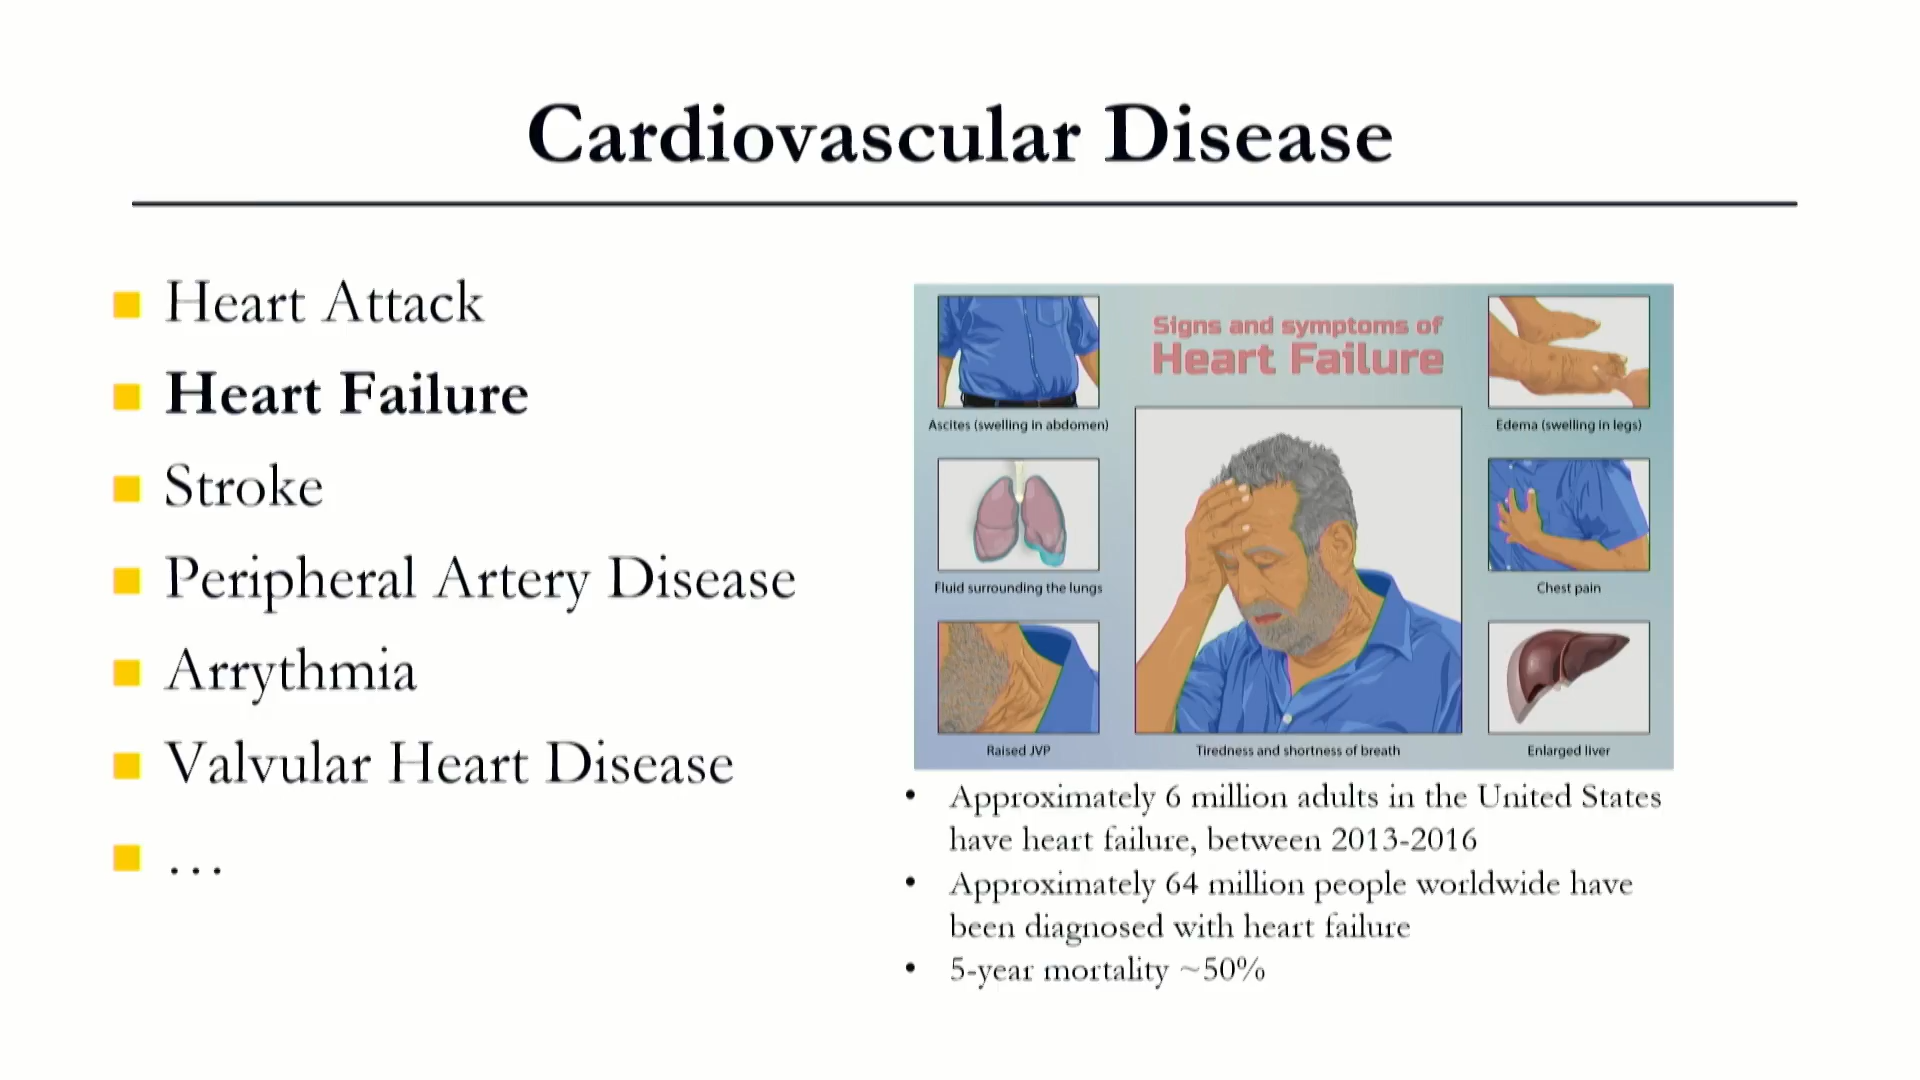 Cardiovascular Disease
Heart Attack
Heart Failure
Stroke
Peripheral Artery Disease
Arrythmia
Valvular Heart Disease
…
Signs and symptoms of
Heart Failure
Ascites (swelling in abdomen)
Edema (swelling in legs)
Fluid surrounding the lungs
Chest pain
Raised JVP
Tiredness and shortness of breath
Enlarged liver
• Approximately 6 million adults in the United States
have heart failure, between 2013-2016
• Approximately 64 million people worldwide have
been diagnosed with heart failure
• 5-year mortality ~50%